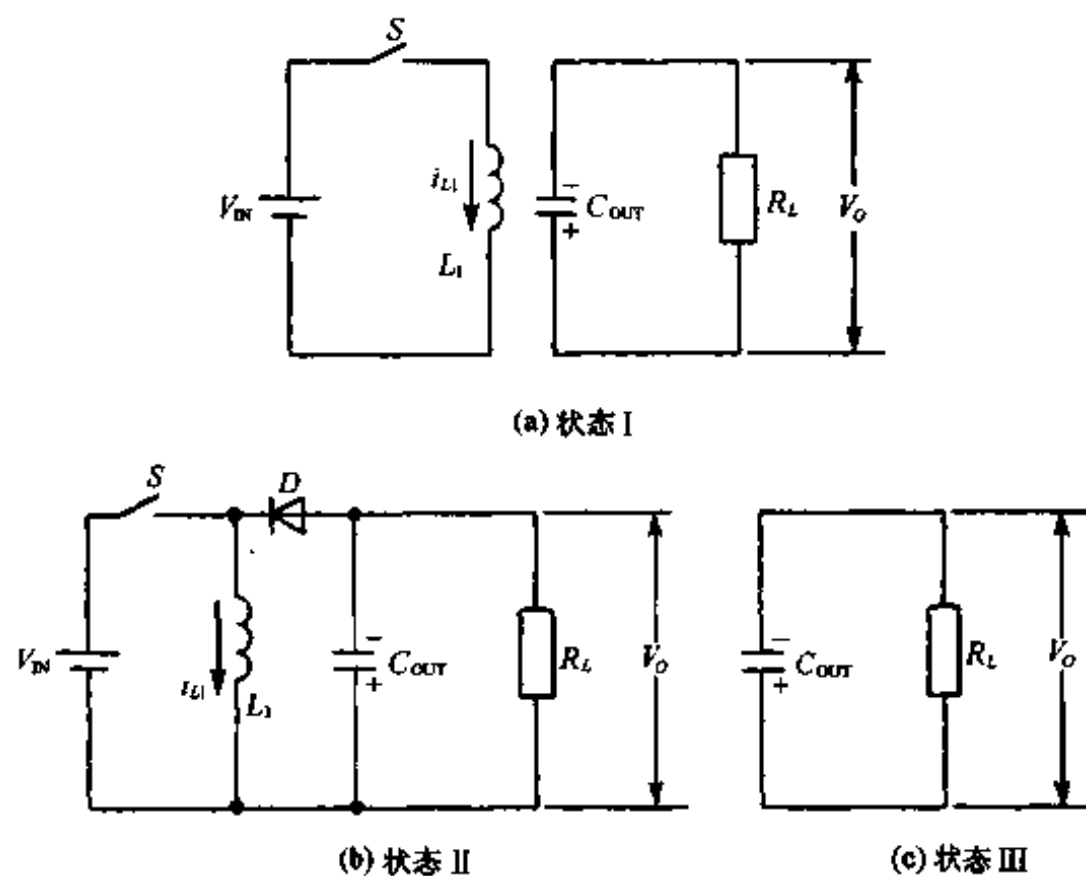 S
V_IN
i_L1
L_1
−
+
C_OUT
R_L
V_O
(a) 状态 I
S
D
V_IN
i_L1
L_1
−
+
C_OUT
R_L
V_O
−
+
C_OUT
R_L
V_O
(b) 状态 II
(c) 状态 III